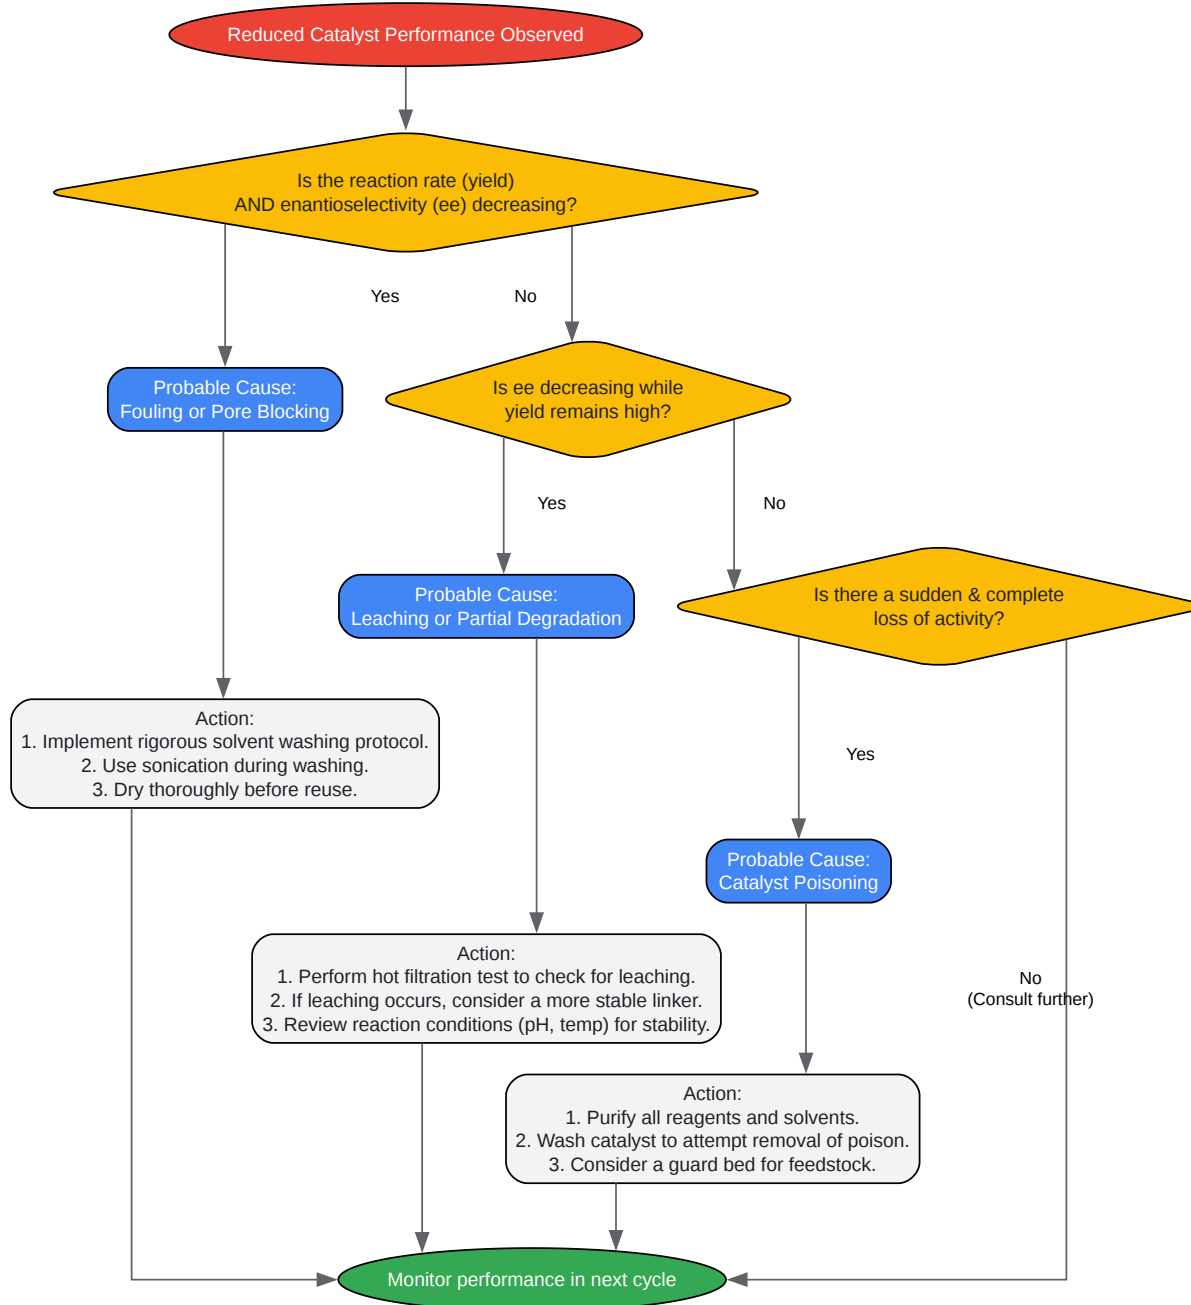 Reduced Catalyst Performance Observed
Is the reaction rate (yield)
AND enantioselectivity (ee) decreasing?
Yes
No
Probable Cause:
Fouling or Pore Blocking
Is ee decreasing while
yield remains high?
Yes
No
Probable Cause:
Leaching or Partial Degradation
Is there a sudden & complete
loss of activity?
Action:
1. Implement rigorous solvent washing protocol.
2. Use sonication during washing.
3. Dry thoroughly before reuse.
Yes
Probable Cause:
Catalyst Poisoning
Action:
1. Perform hot filtration test to check for leaching.
2. If leaching occurs, consider a more stable linker.
3. Review reaction conditions (pH, temp) for stability.
No
(Consult further)
Action:
1. Purify all reagents and solvents.
2. Wash catalyst to attempt removal of poison.
3. Consider a guard bed for feedstock.
Monitor performance in next cycle